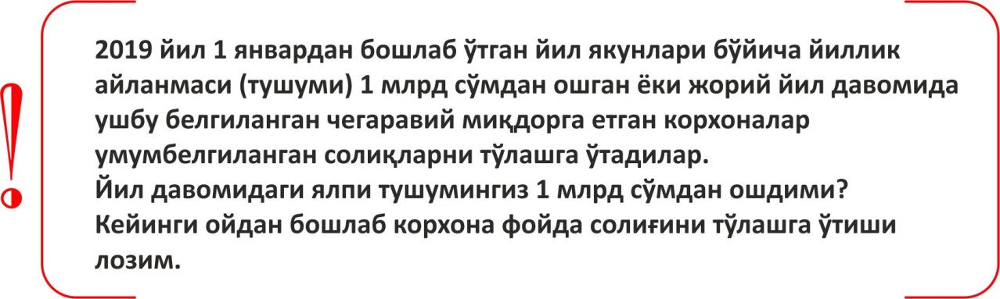 2019 йил 1 январдан бошлаб ўтган йил якунлари бўйича йиллик
айланмаси (тушуми) 1 млрд сўмдан ошган ёки жорий йил давомида
ушбу белгиланган чегаравий миқдорга етган корхоналар
умумбелгиланган солиқларни тўлашга ўтадилар.
Йил давомидаги ялпи тушумингиз 1 млрд сўмдан ошдими?
Кейинги ойдан бошлаб корхона фойда солиғини тўлашга ўтиши
лозим.